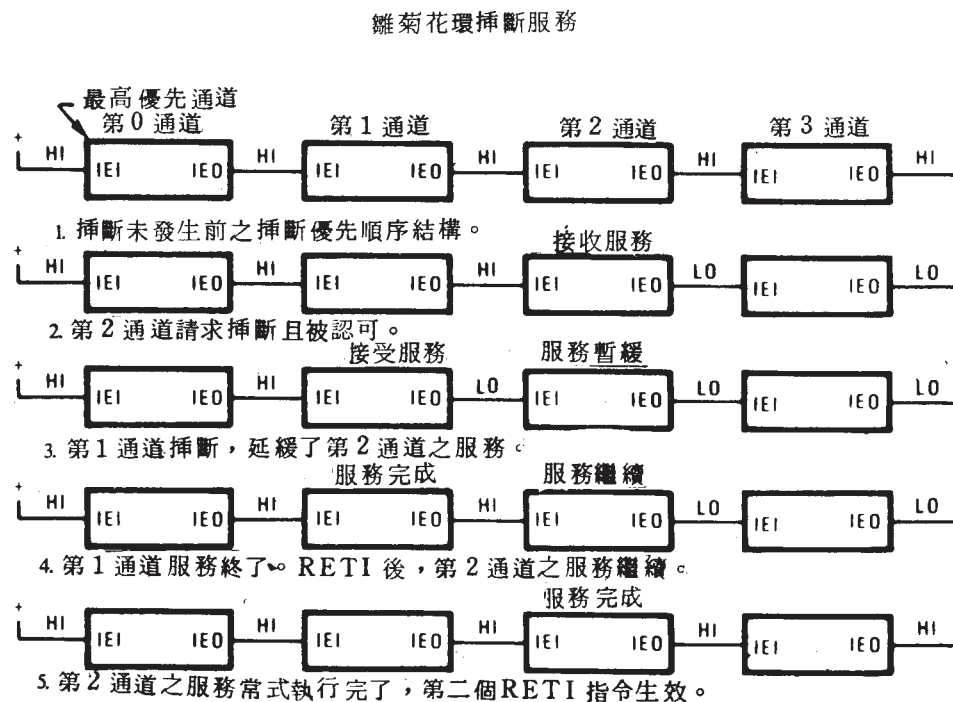 雛菊花環揷斷服務
最高優先通道
第0通道 第1通道 第2通道 第3通道
+ HI IEI IEO HI IEI IEO HI IEI IEO HI IEI IEO HI
1. 揷斷未發生前之揷斷優先順序結構。
接收服務
+ HI IEI IEO HI IEI IEO HI IEI IEO LO IEI IEO LO
2. 第2通道請求揷斷且被認可。
接受服務 服務暫緩
+ HI IEI IEO HI IEI IEO LO IEI IEO LO IEI IEO LO
3. 第1通道揷斷，延緩了第2通道之服務。
服務完成 服務繼續
+ HI IEI IEO HI IEI IEO HI IEI IEO LO IEI IEO LO
4. 第1通道服務終了。RETI後，第2通道之服務繼續。
服務完成
+ HI IEI IEO HI IEI IEO HI IEI IEO HI IEI IEO HI
5. 第2通道之服務常式執行完了，第二個RETI指令生效。